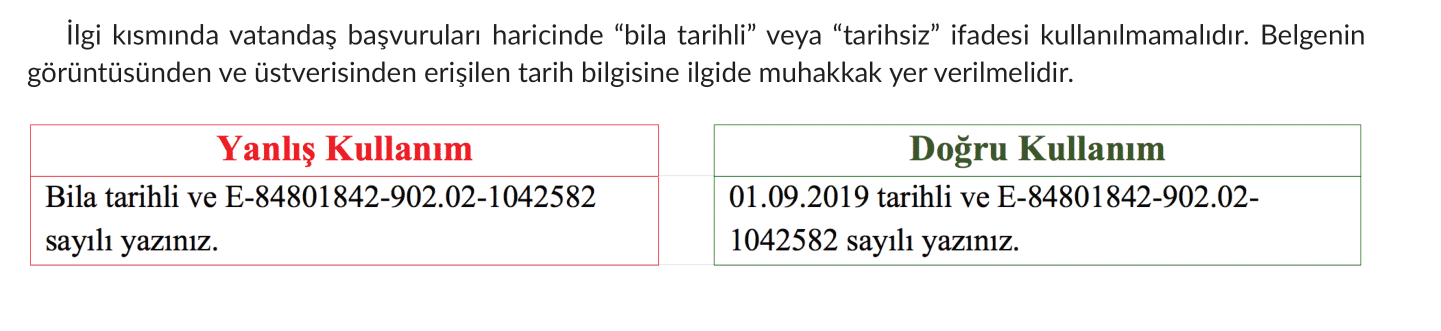 İlgi kısmında vatandaş başvuruları haricinde “bila tarihli” veya “tarihsiz” ifadesi kullanılmamalıdır. Belgenin
görüntüsünden ve üstverisinden erişilen tarih bilgisine ilgide muhakkak yer verilmelidir.
Yanlış Kullanım
Bila tarihli ve E-84801842-902.02-1042582
sayılı yazınız.
Doğru Kullanım
01.09.2019 tarihli ve E-84801842-902.02-
1042582 sayılı yazınız.